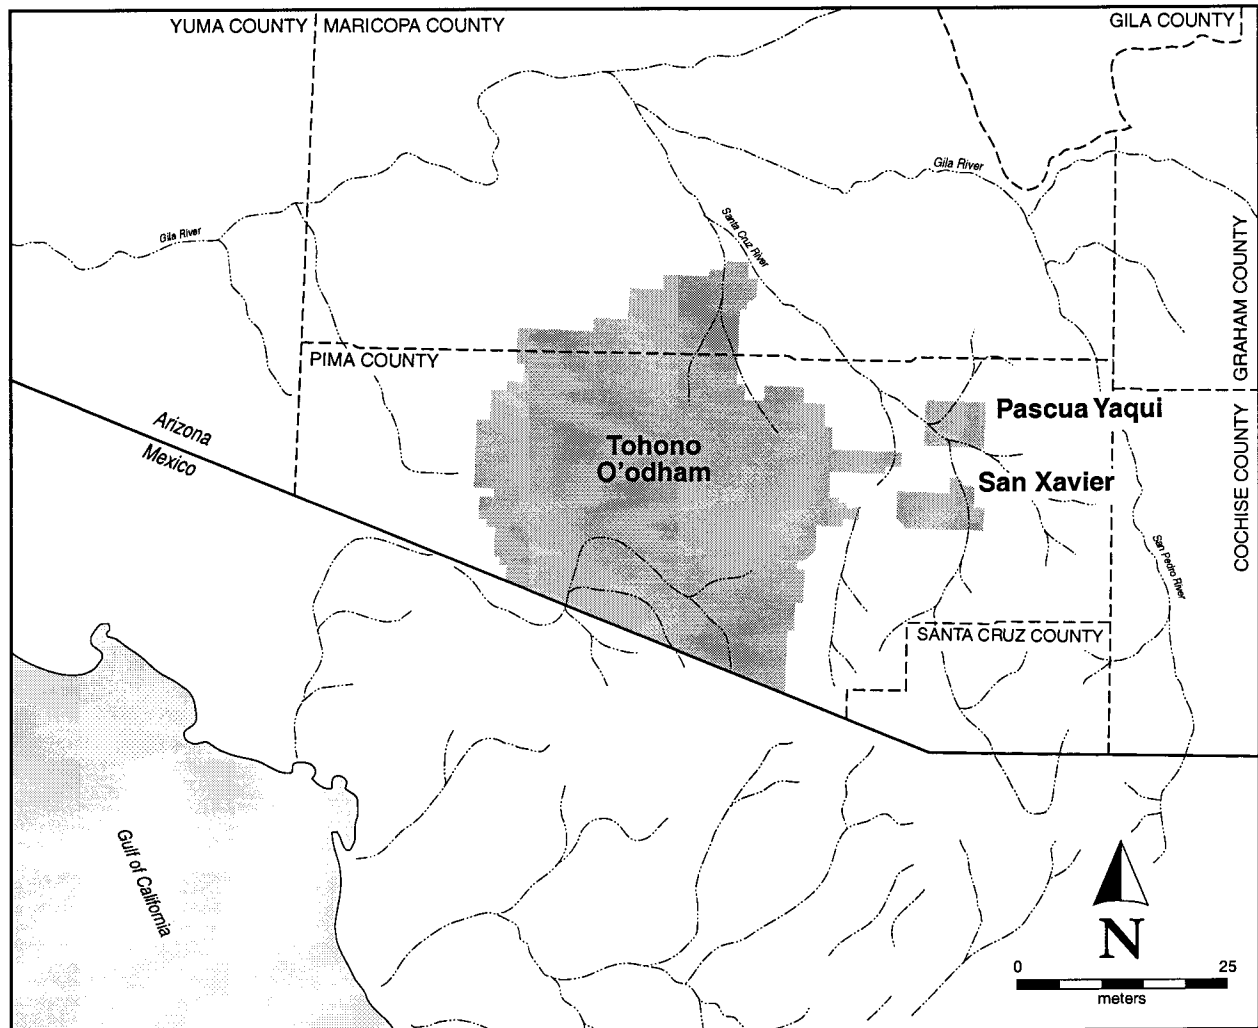 YUMA COUNTY
MARICOPA COUNTY
GILA COUNTY
Gila River
Gila River
Santa Cruz River
GRAHAM COUNTY
PIMA COUNTY
Arizona
Mexico
Tohono
O'odham
Pascua Yaqui
San Xavier
COCHISE COUNTY
San Pedro River
SANTA CRUZ COUNTY
Gulf of California
N
0 25
meters